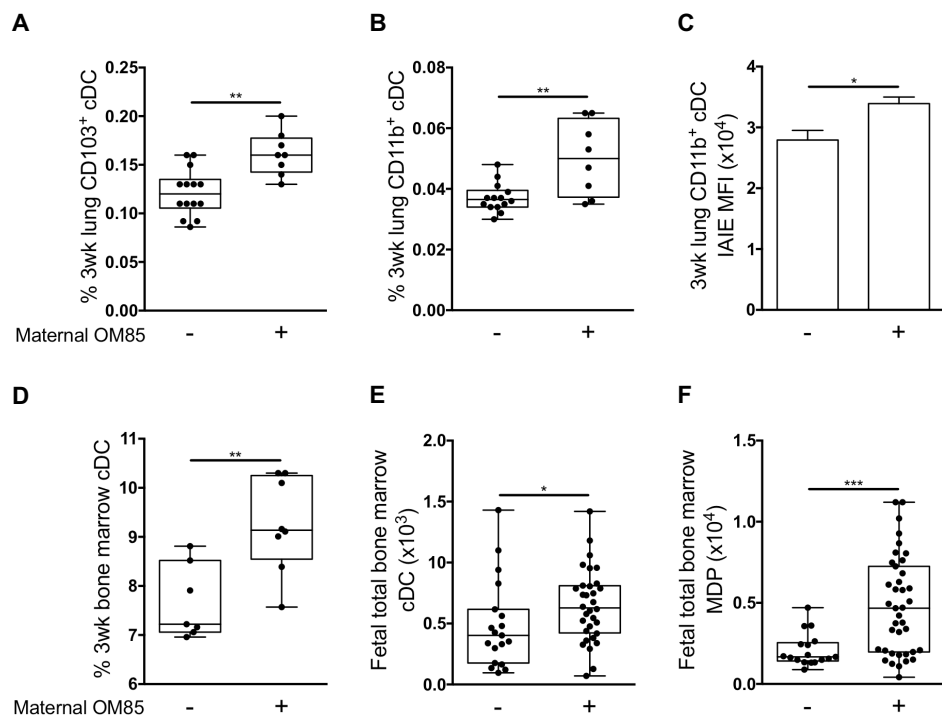 A
% 3wk lung CD103+ cDC
0.25
0.20
0.15
0.10
0.05
0.00
**
Maternal OM85
-
+
B
% 3wk lung CD11b+ cDC
0.08
0.06
0.04
0.02
0.00
**
-
+
C
3wk lung CD11b+ cDC
IAIE MFI (x10⁴)
4
3
2
1
0
*
-
+
D
% 3wk bone marrow cDC
11
10
9
8
7
6
**
Maternal OM85
-
+
E
Fetal total bone marrow
cDC (x10³)
2.0
1.5
1.0
0.5
0.0
*
-
+
F
Fetal total bone marrow
MDP (x10⁴)
1.5
1.0
0.5
0.0
***
-
+